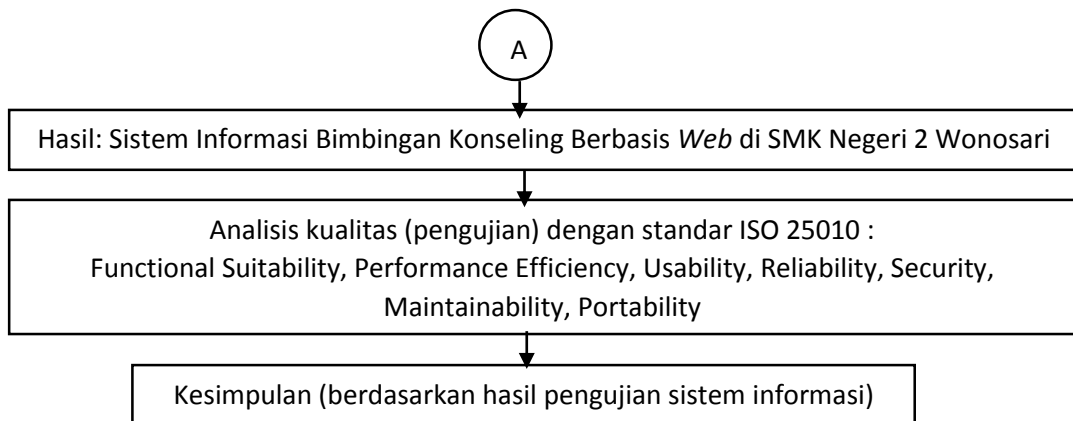 A
Hasil: Sistem Informasi Bimbingan Konseling Berbasis Web di SMK Negeri 2 Wonosari
Analisis kualitas (pengujian) dengan standar ISO 25010 :
Functional Suitability, Performance Efficiency, Usability, Reliability, Security,
Maintainability, Portability
Kesimpulan (berdasarkan hasil pengujian sistem informasi)